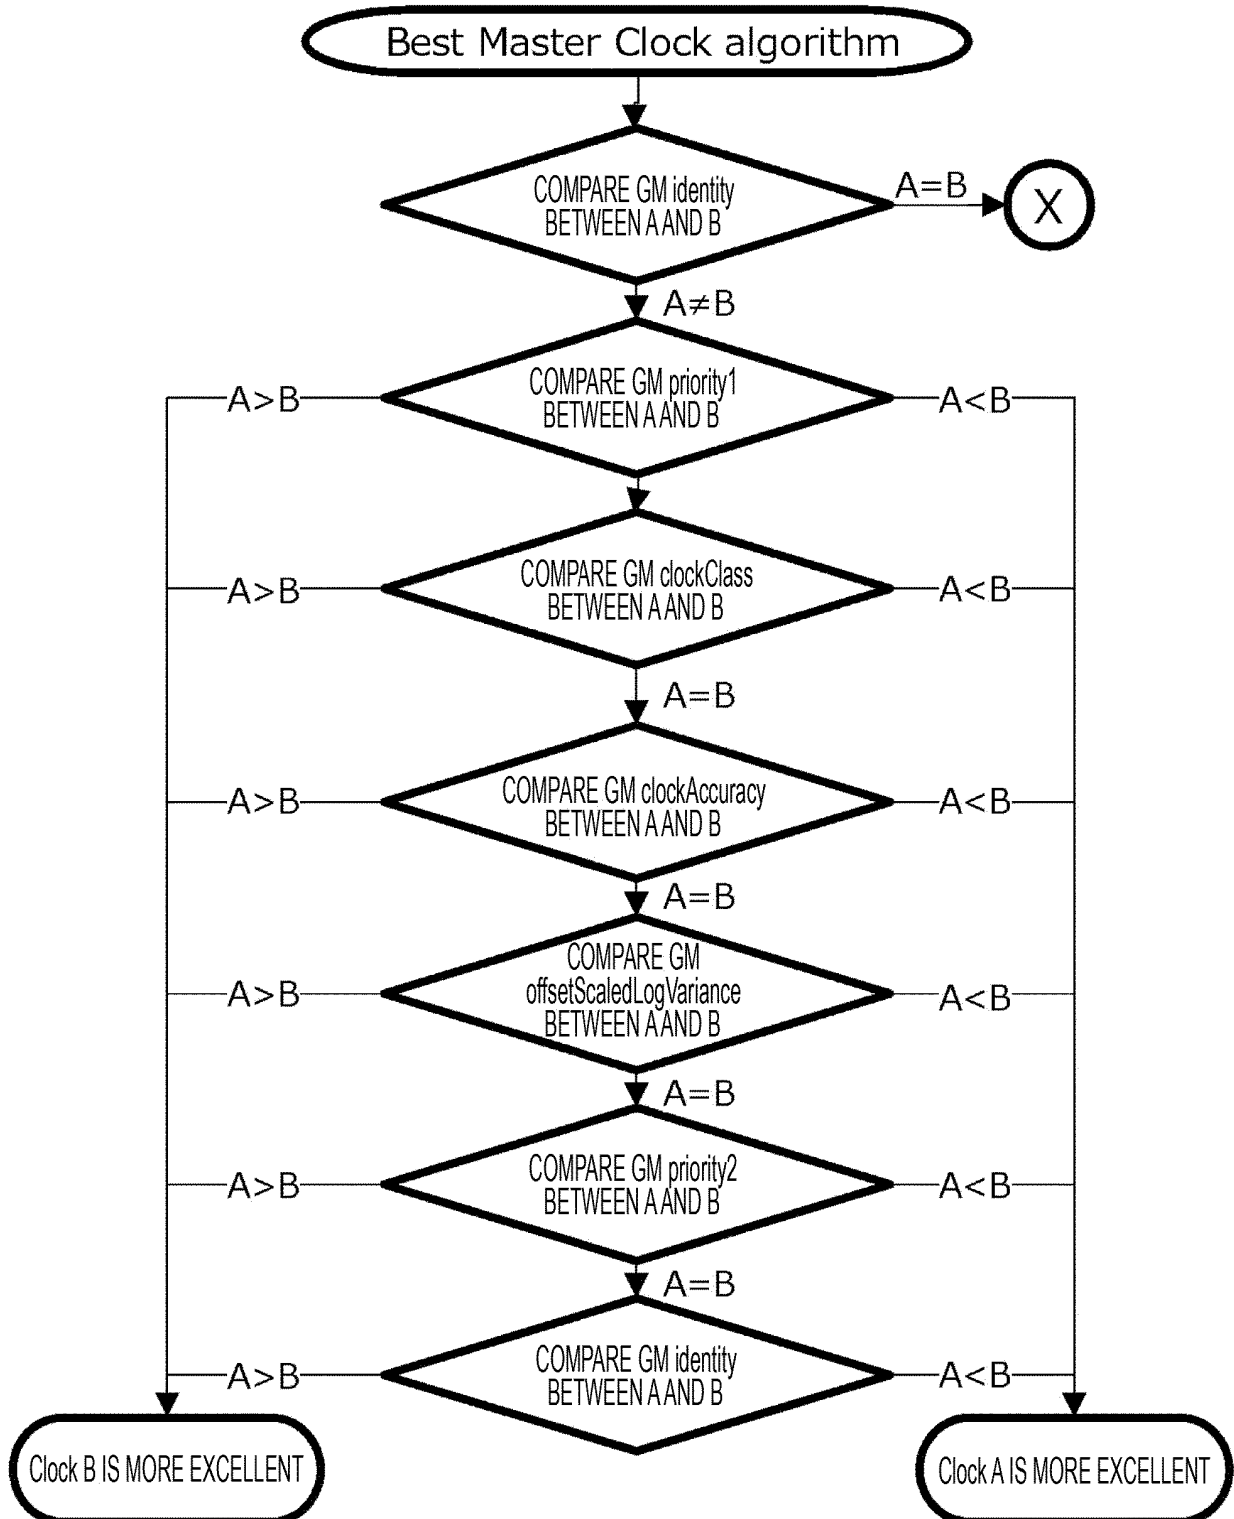 Best Master Clock algorithm
COMPARE GM identity
BETWEEN A AND B
A=B
X
A≠B
COMPARE GM priority1
BETWEEN A AND B
A>B
A<B
COMPARE GM clockClass
BETWEEN A AND B
A>B
A<B
A=B
COMPARE GM clockAccuracy
BETWEEN A AND B
A>B
A<B
A=B
COMPARE GM
offsetScaledLogVariance
BETWEEN A AND B
A>B
A<B
A=B
COMPARE GM priority2
BETWEEN A AND B
A>B
A<B
A=B
COMPARE GM identity
BETWEEN A AND B
A>B
A<B
Clock B IS MORE EXCELLENT
Clock A IS MORE EXCELLENT